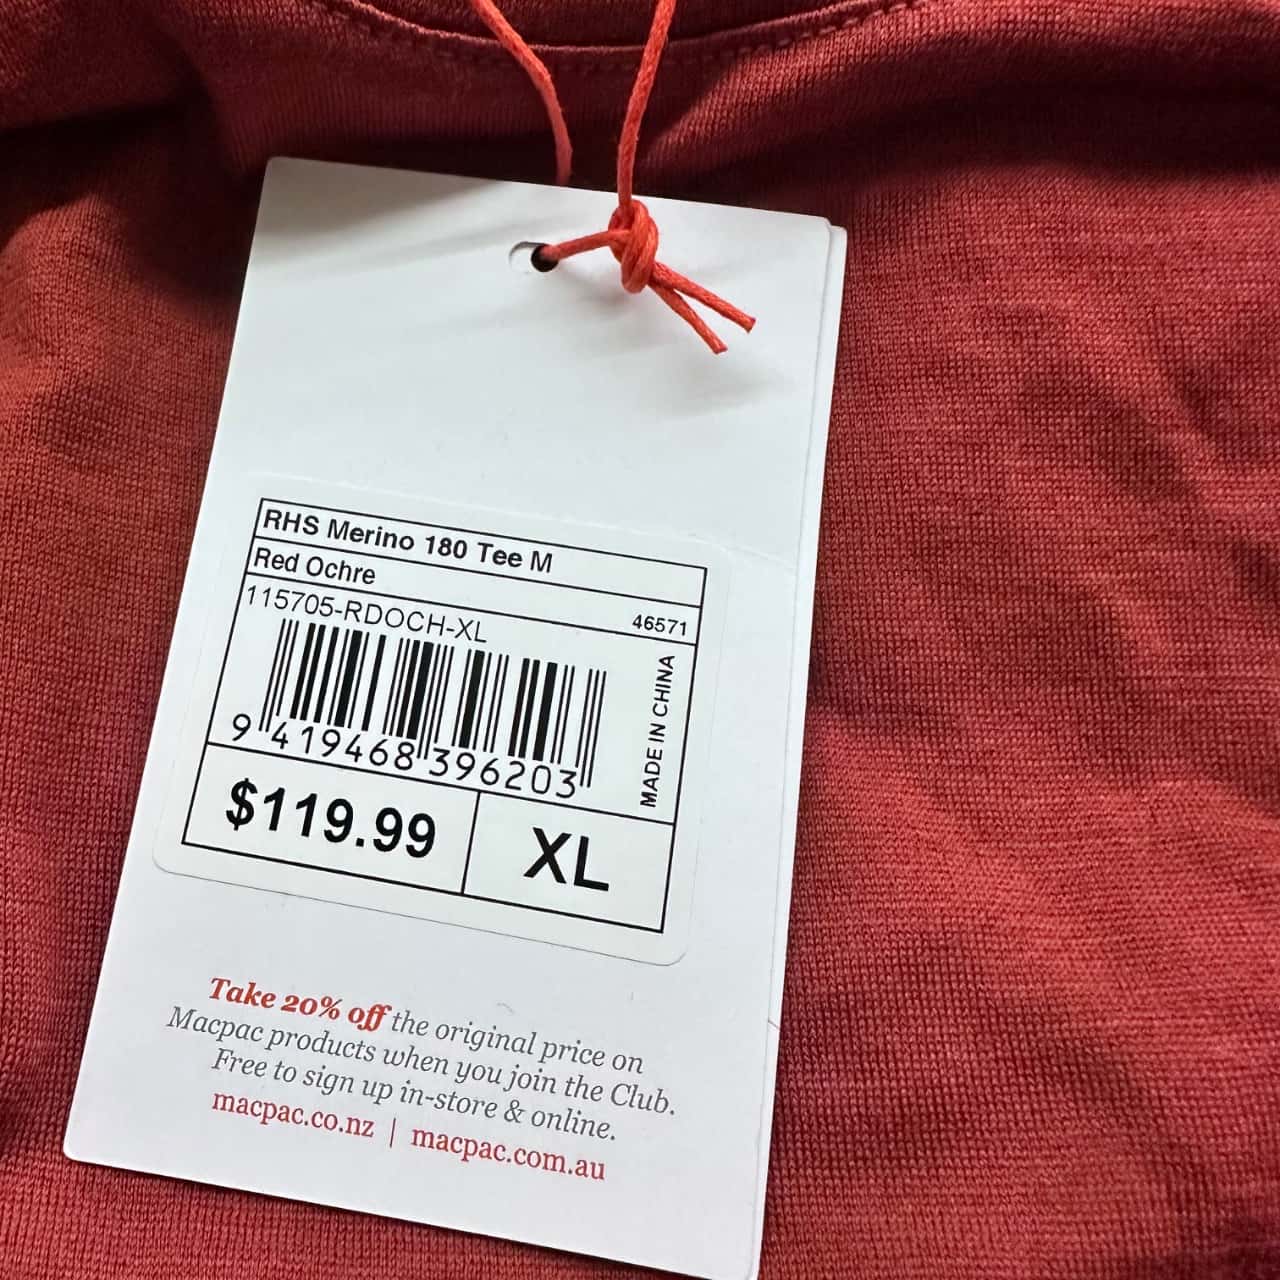 RHS Merino 180 Tee M
Red Ochre
115705-RDOCH-XL
46571
MADE IN CHINA
9 419468 396203
$119.99
XL
Take 20% off the original price on
Macpac products when you join the Club.
Free to sign up in-store & online.
macpac.co.nz | macpac.com.au